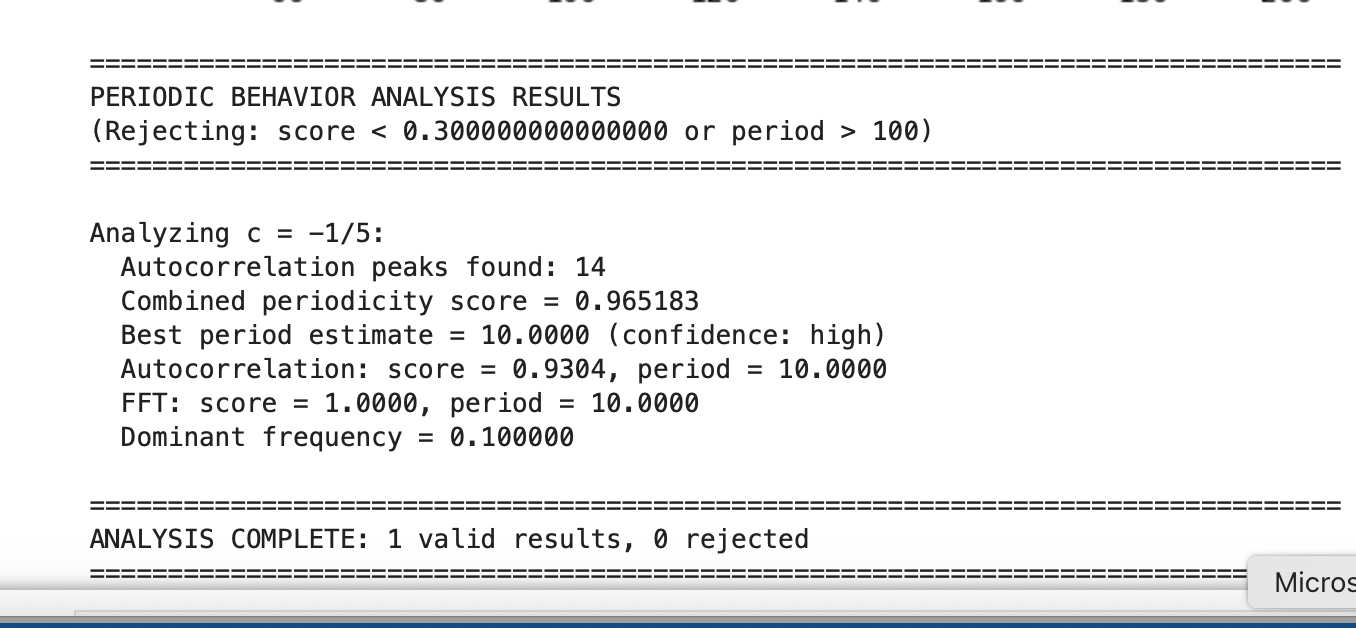 ================================================================================
PERIODIC BEHAVIOR ANALYSIS RESULTS
(Rejecting: score < 0.300000000000000 or period > 100)
================================================================================
Analyzing c = −1/5:
Autocorrelation peaks found: 14
Combined periodicity score = 0.965183
Best period estimate = 10.0000 (confidence: high)
Autocorrelation: score = 0.9304, period = 10.0000
FFT: score = 1.0000, period = 10.0000
Dominant frequency = 0.100000
================================================================================
ANALYSIS COMPLETE: 1 valid results, 0 rejected
================================================================================
Micros